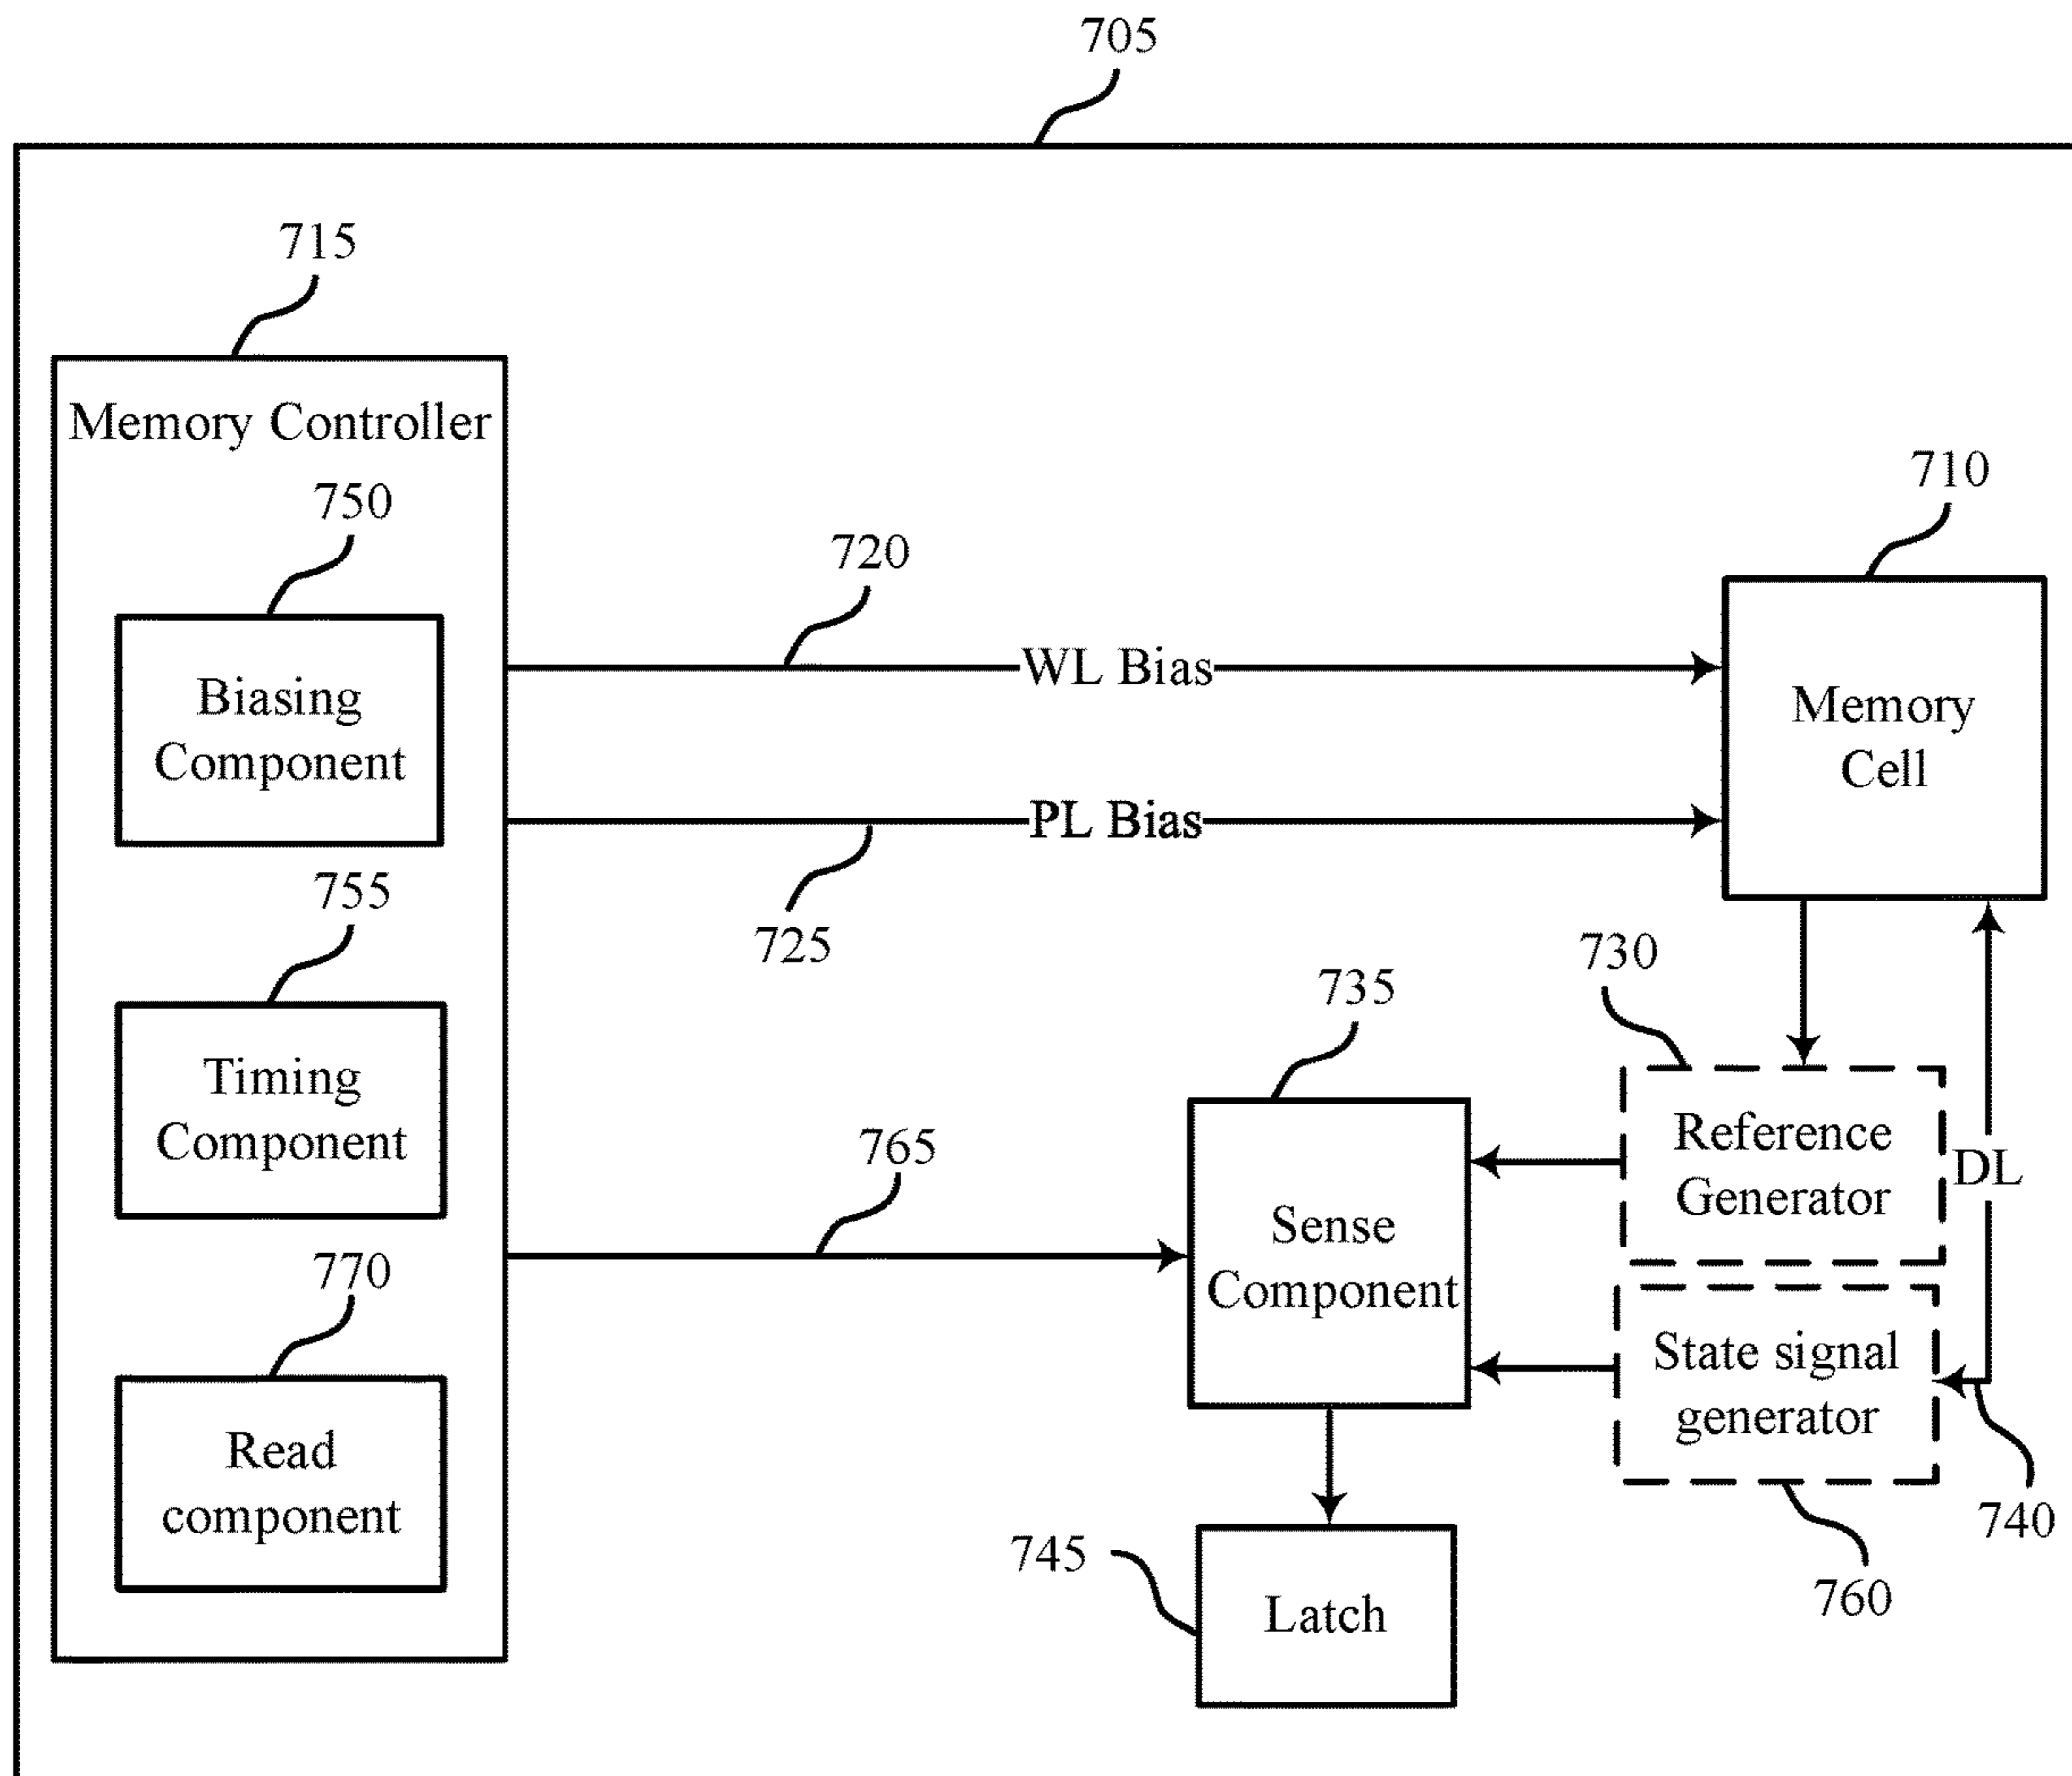 705
715
Memory Controller
750
Biasing
Component
755
Timing
Component
770
Read
component
720
WL Bias
PL Bias
725
710
Memory
Cell
730
735
Reference
Generator
DL
765
Sense
Component
State signal
generator
740
760
745
Latch